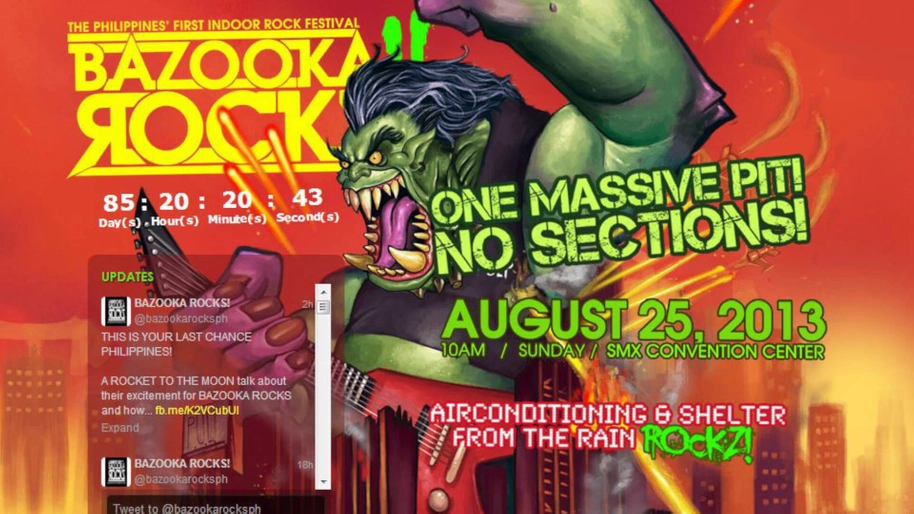 THE PHILIPPINES' FIRST INDOOR ROCK FESTIVAL
BAZOOKA
ROCK
85 : 20 : 20 : 43
Day(s) Hour(s) Minute(s) Second(s)
ONE MASSIVE PIT!
NO SECTIONS!
UPDATES
BAZOOKA ROCKS! 2h
@bazookarocksph
THIS IS YOUR LAST CHANCE
PHILIPPINES!
A ROCKET TO THE MOON talk about
their excitement for BAZOOKA ROCKS
and how... fb.me/K2VCubUl
Expand
BAZOOKA ROCKS! 16h
@bazookarocksph
Tweet to @bazookarocksph
AUGUST 25, 2013
10AM / SUNDAY / SMX CONVENTION CENTER
AIRCONDITIONING & SHELTER
FROM THE RAIN ROCKZ!